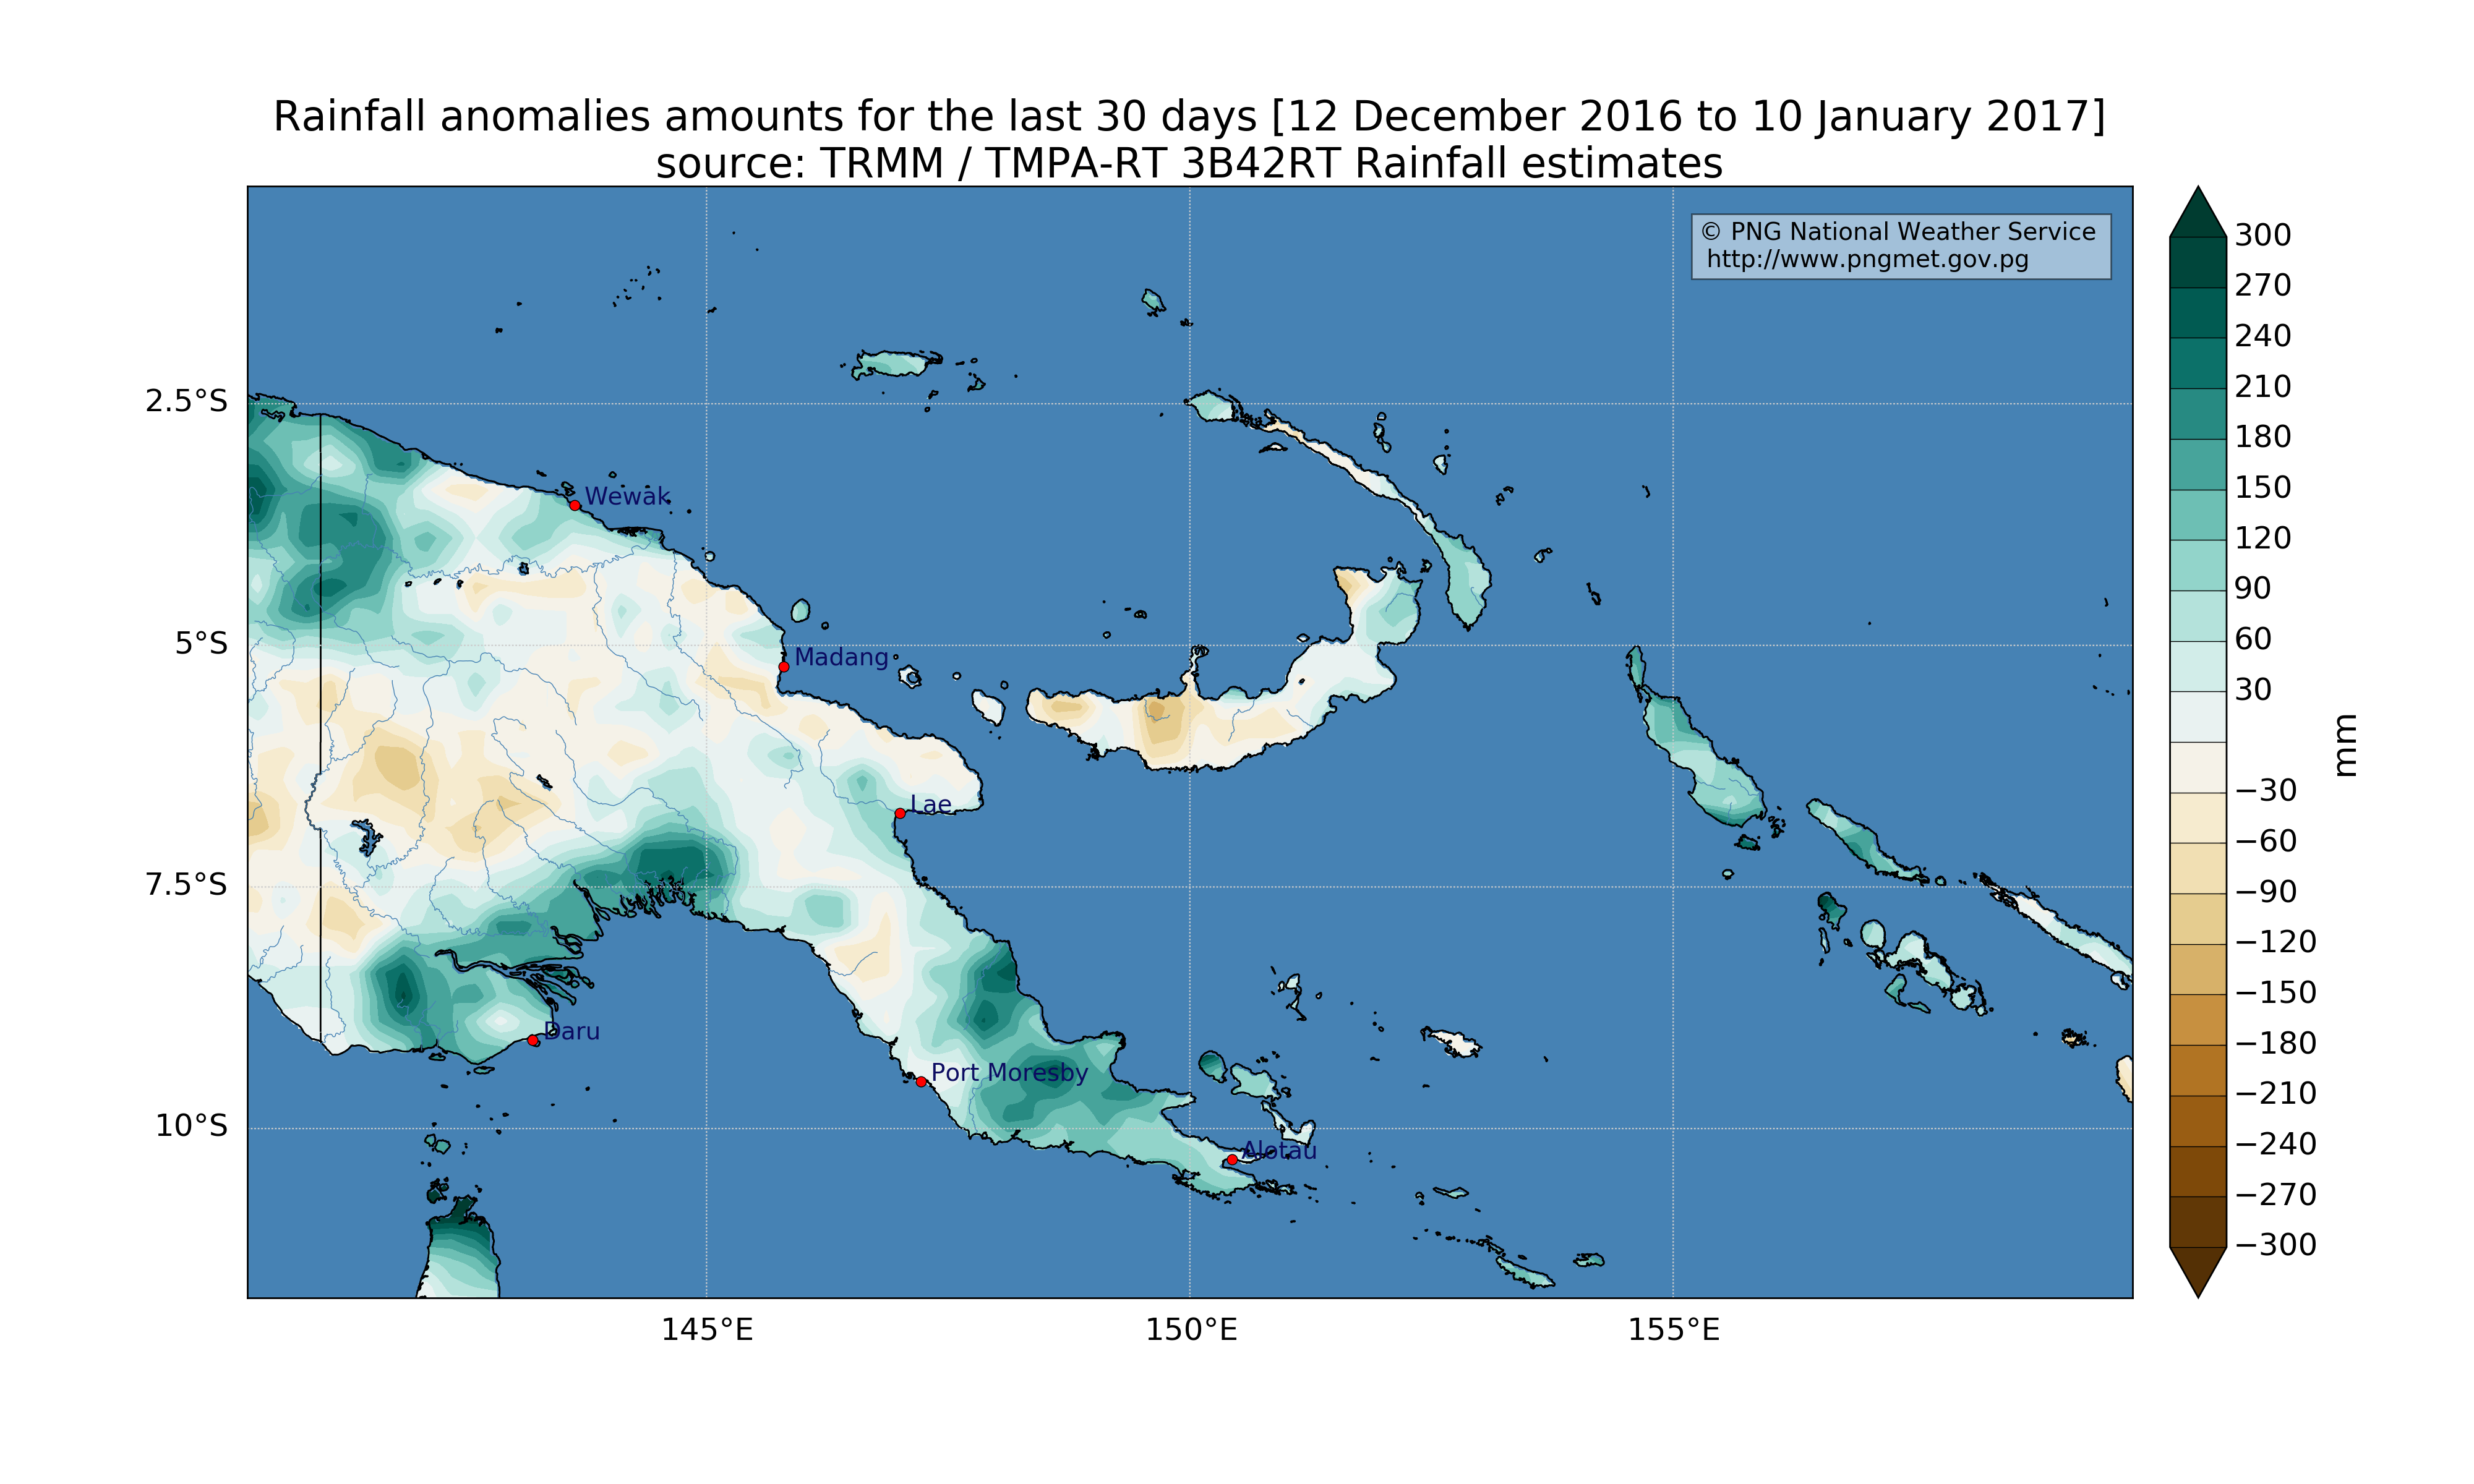 Rainfall anomalies amounts for the last 30 days [12 December 2016 to 10 January 2017]
source: TRMM / TMPA-RT 3B42RT Rainfall estimates
© PNG National Weather Service
http://www.pngmet.gov.pg
2.5°S
5°S
7.5°S
10°S
Wewak
Madang
Lae
Daru
Port Moresby
Alotau
145°E
150°E
155°E
300
270
240
210
180
150
120
90
60
30
−30
−60
−90
−120
−150
−180
−210
−240
−270
−300
mm